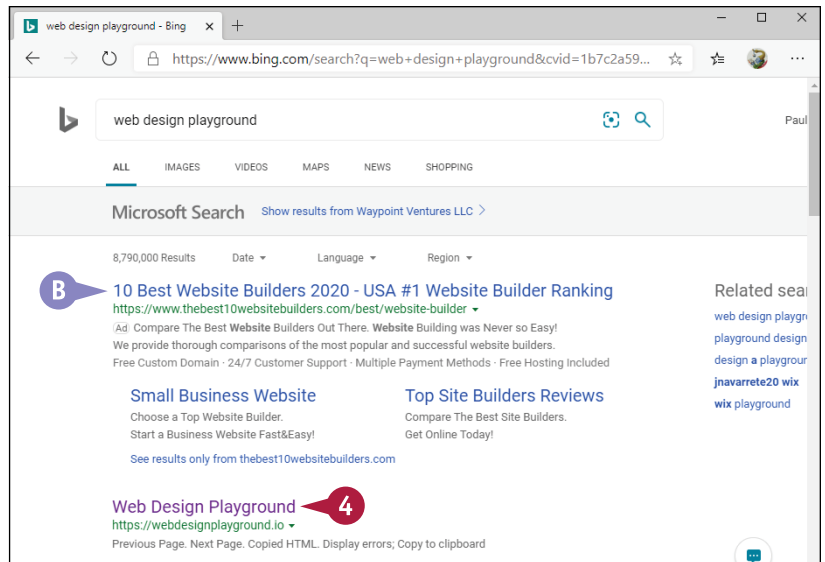 web design playground - Bing
https://www.bing.com/search?q=web+design+playground&cvid=1b7c2a59...
web design playground
Paul
ALL IMAGES VIDEOS MAPS NEWS SHOPPING
Microsoft Search Show results from Waypoint Ventures LLC >
8,790,000 Results Date Language Region
B
10 Best Website Builders 2020 - USA #1 Website Builder Ranking
https://www.thebest10websitebuilders.com/best/website-builder
Ad Compare The Best Website Builders Out There. Website Building was Never so Easy!
We provide thorough comparisons of the most popular and successful website builders.
Free Custom Domain · 24/7 Customer Support · Multiple Payment Methods · Free Hosting Included
Small Business Website
Choose a Top Website Builder.
Start a Business Website Fast&Easy!
Top Site Builders Reviews
Compare The Best Site Builders.
Get Online Today!
See results only from thebest10websitebuilders.com
Web Design Playground
4
https://webdesignplayground.io
Previous Page. Next Page. Copied HTML. Display errors; Copy to clipboard
Related sea
web design playgr
playground design
design a playgrour
jnavarrete20 wix
wix playground